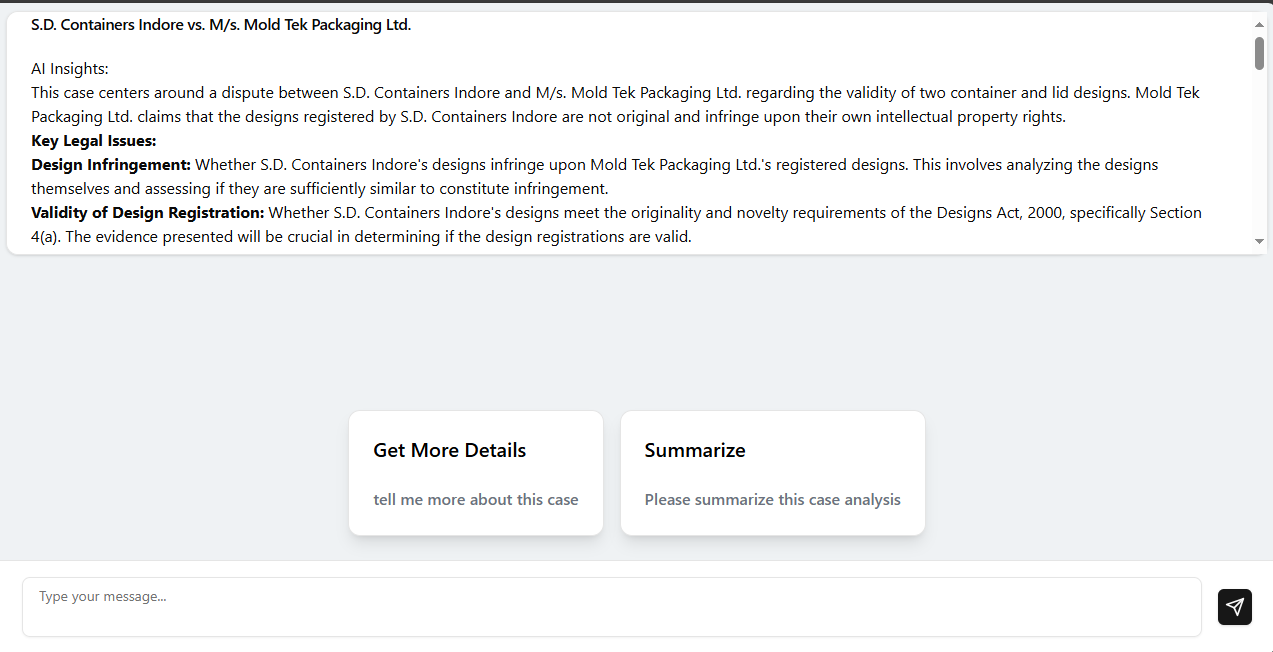 S.D. Containers Indore vs. M/s. Mold Tek Packaging Ltd.
AI Insights:
This case centers around a dispute between S.D. Containers Indore and M/s. Mold Tek Packaging Ltd. regarding the validity of two container and lid designs. Mold Tek
Packaging Ltd. claims that the designs registered by S.D. Containers Indore are not original and infringe upon their own intellectual property rights.
Key Legal Issues:
Design Infringement: Whether S.D. Containers Indore's designs infringe upon Mold Tek Packaging Ltd.'s registered designs. This involves analyzing the designs
themselves and assessing if they are sufficiently similar to constitute infringement.
Validity of Design Registration: Whether S.D. Containers Indore's designs meet the originality and novelty requirements of the Designs Act, 2000, specifically Section
4(a). The evidence presented will be crucial in determining if the design registrations are valid.
Get More Details
tell me more about this case
Summarize
Please summarize this case analysis
Type your message...